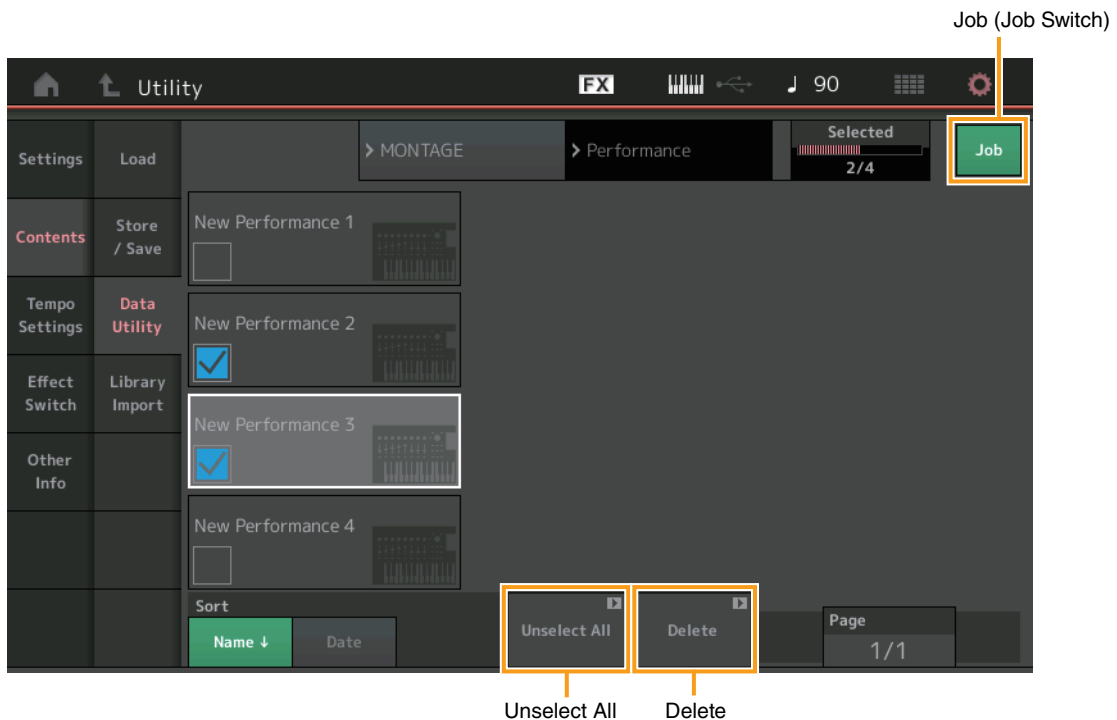 Job (Job Switch)
Utility
FX
♩ 90
Settings
Load
> MONTAGE
> Performance
Selected
2/4
Job
Contents
Store
/ Save
New Performance 1
Tempo
Settings
Data
Utility
New Performance 2
Effect
Switch
Library
Import
New Performance 3
Other
Info
New Performance 4
Sort
Name ↓
Date
Unselect All
Delete
Page
1/1
Unselect All
Delete